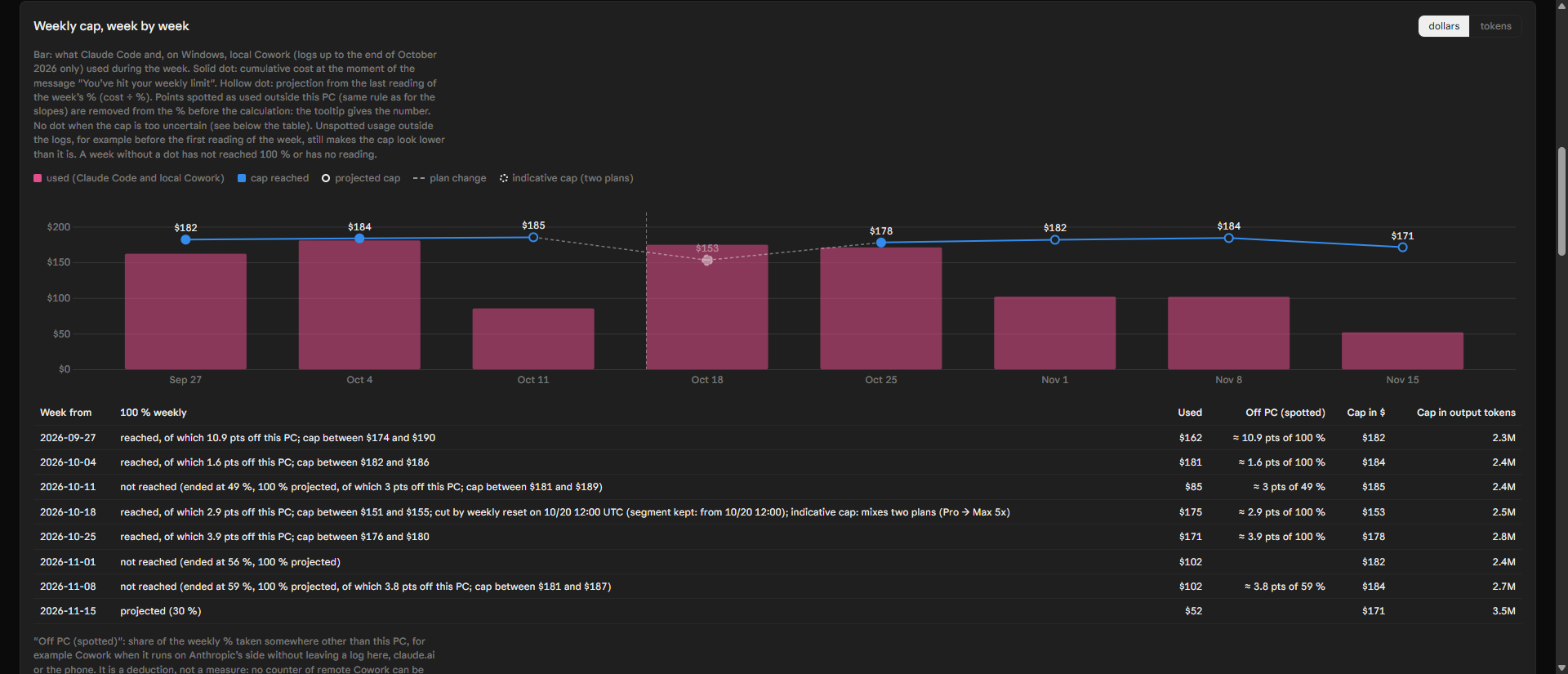 Weekly cap, week by week
dollars tokens
Bar: what Claude Code and, on Windows, local Cowork (logs up to the end of October
2026 only) used during the week. Solid dot: cumulative cost at the moment of the
message "You've hit your weekly limit". Hollow dot: projection from the last reading of
the week's % (cost ÷ %). Points spotted as used outside this PC (same rule as for the
slopes) are removed from the % before the calculation: the tooltip gives the number.
No dot when the cap is too uncertain (see below the table). Unspotted usage outside
the logs, for example before the first reading of the week, still makes the cap look lower
than it is. A week without a dot has not reached 100 % or has no reading.
used (Claude Code and local Cowork) cap reached projected cap plan change indicative cap (two plans)
$182 $184 $185 $153 $178 $182 $184 $171
$200
$150
$100
$50
$0
Sep 27 Oct 4 Oct 11 Oct 18 Oct 25 Nov 1 Nov 8 Nov 15
Week from 100 % weekly Used Off PC (spotted) Cap in $ Cap in output tokens
2026-09-27 reached, of which 10.9 pts off this PC; cap between $174 and $190 $162 ≈ 10.9 pts of 100 % $182 2.3M
2026-10-04 reached, of which 1.6 pts off this PC; cap between $182 and $186 $181 ≈ 1.6 pts of 100 % $184 2.4M
2026-10-11 not reached (ended at 49 %, 100 % projected, of which 3 pts off this PC; cap between $181 and $189) $85 ≈ 3 pts of 49 % $185 2.4M
2026-10-18 reached, of which 2.9 pts off this PC; cap between $151 and $155; cut by weekly reset on 10/20 12:00 UTC (segment kept: from 10/20 12:00); indicative cap: mixes two plans (Pro → Max 5x) $175 ≈ 2.9 pts of 100 % $153 2.5M
2026-10-25 reached, of which 3.9 pts off this PC; cap between $176 and $180 $171 ≈ 3.9 pts of 100 % $178 2.8M
2026-11-01 not reached (ended at 56 %, 100 % projected) $102 $182 2.4M
2026-11-08 not reached (ended at 59 %, 100 % projected, of which 3.8 pts off this PC; cap between $181 and $187) $102 ≈ 3.8 pts of 59 % $184 2.7M
2026-11-15 projected (30 %) $52 $171 3.5M
"Off PC (spotted)": share of the weekly % taken somewhere other than this PC, for
example Cowork when it runs on Anthropic's side without leaving a log here, claude.ai
or the phone. It is a deduction, not a measure: no counter of remote Cowork can be